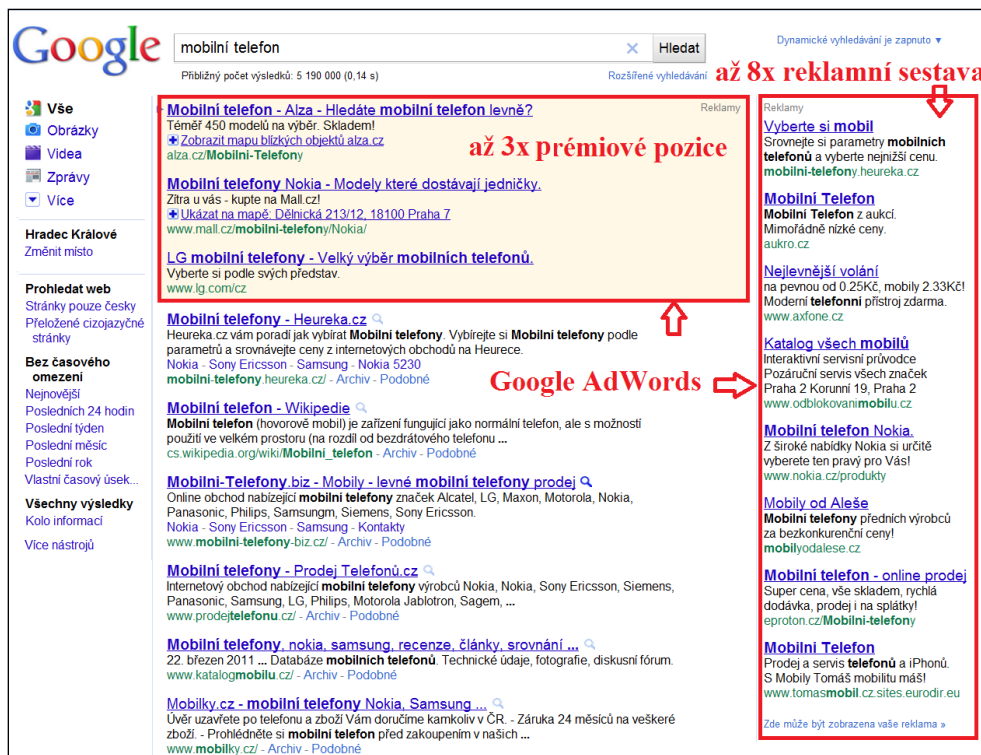 Google
mobilní telefon
Hledat
Dynamické vyhledávání je zapnuto ▼
Přibližný počet výsledků: 5 190 000 (0,14 s)
Rozšířené vyhledávání
až 8x reklamní sestava
Vše
Obrázky
Videa
Zprávy
Více
Hradec Králové
Změnit místo
Prohledat web
Stránky pouze česky
Přeložené cizojazyčné
stránky
Bez časového
omezení
Nejnovější
Posledních 24 hodin
Poslední týden
Poslední měsíc
Poslední rok
Vlastní časový úsek...
Všechny výsledky
Kolo informací
Více nástrojů
Mobilní telefon - Alza - Hledáte mobilní telefon levně?
Reklamy
Téměř 450 modelů na výběr. Skladem!
Zobrazit mapu blízkých objektů alza.cz
alza.cz/Mobilni-Telefony
až 3x prémiové pozice
Mobilní telefony Nokia - Modely které dostávají jedničky.
Zítra u vás - kupte na Mall.cz!
Ukázat na mapě: Dělnická 213/12, 18100 Praha 7
www.mall.cz/mobilni-telefony/Nokia/
LG mobilní telefony - Velký výběr mobilních telefonů.
Vyberte si podle svých představ.
www.lg.com/cz
Mobilní telefony - Heureka.cz
Heureka.cz vám poradí jak vybírat Mobilní telefony. Vybírejte si Mobilní telefony podle
parametrů a srovnávejte ceny z internetových obchodů na Heurece.
Nokia - Sony Ericsson - Samsung - Nokia 5230
mobilni-telefony.heureka.cz/ - Archiv - Podobné
Google AdWords
Mobilní telefon - Wikipedie
Mobilní telefon (hovorově mobil) je zařízení fungující jako normální telefon, ale s možností
použití ve velkém prostoru (na rozdíl od bezdrátového telefonu ...
cs.wikipedia.org/wiki/Mobilní_telefon - Archiv - Podobné
Mobilni-Telefony.biz - Mobily - levné mobilní telefony prodej
Online obchod nabízející mobilní telefony značek Alcatel, LG, Maxon, Motorola, Nokia,
Panasonic, Philips, Samsungm, Siemens, Sony Ericson.
Nokia - Sony Ericsson - Samsung - Kontakty
www.mobilni-telefony-biz.cz/ - Archiv - Podobné
Mobilní telefony - Prodej Telefonů.cz
Internetový obchod nabízející mobilní telefony výrobců Nokia, Nokia, Sony Ericsson, Siemens,
Panasonic, Samsung, LG, Philips, Motorola Jablotron, Sagem, ...
www.prodejtelefonu.cz/ - Archiv - Podobné
Mobilní telefony, nokia, samsung, recenze, články, srovnání ...
22. březen 2011 ... Databáze mobilních telefonů. Technické údaje, fotografie, diskusní fórum.
www.katalogmobilu.cz/ - Archiv - Podobné
Mobilky.cz - mobilní telefony Nokia, Samsung ...
Úvěr uzavřete po telefonu a zboží Vám doručíme kamkoliv v ČR. - Záruka 24 měsíců na veškeré
zboží. - Prohlédněte si mobilní telefon před zakoupením v našich ...
www.mobilky.cz/ - Archiv - Podobné
Reklamy
Vyberte si mobil
Srovnejte si parametry mobilních
telefonů a vyberte nejnižší cenu.
mobilni-telefony.heureka.cz
Mobilní Telefon
Mobilní Telefon z aukcí.
Mimořádně nízké ceny.
aukro.cz
Nejlevnější volání
na pevnou od 0.25Kč, mobily 2.33Kč!
Moderní telefonní přístroj zdarma.
www.axfone.cz
Katalog všech mobilů
Interaktivní servisní průvodce
Pozáruční servis všech značek
Praha 2 Korunní 19, Praha 2
www.odblokovanimobilu.cz
Mobilní telefon Nokia.
Z široké nabídky Nokia si určitě
vyberete ten pravý pro Vás!
www.nokia.cz/produkty
Mobily od Aleše
Mobilní telefony předních výrobců
za bezkonkurenční ceny!
mobilyodalese.cz
Mobilní telefon - online prodej
Super cena, vše skladem, rychlá
dodávka, prodej i na splátky!
eproton.cz/Mobilni-telefony
Mobilni Telefon
Prodej a servis telefonů a iPhonů.
S Mobily Tomáš mobilitu máš!
www.tomasmobil.cz.sites.eurodir.eu
Zde může být zobrazena vaše reklama »